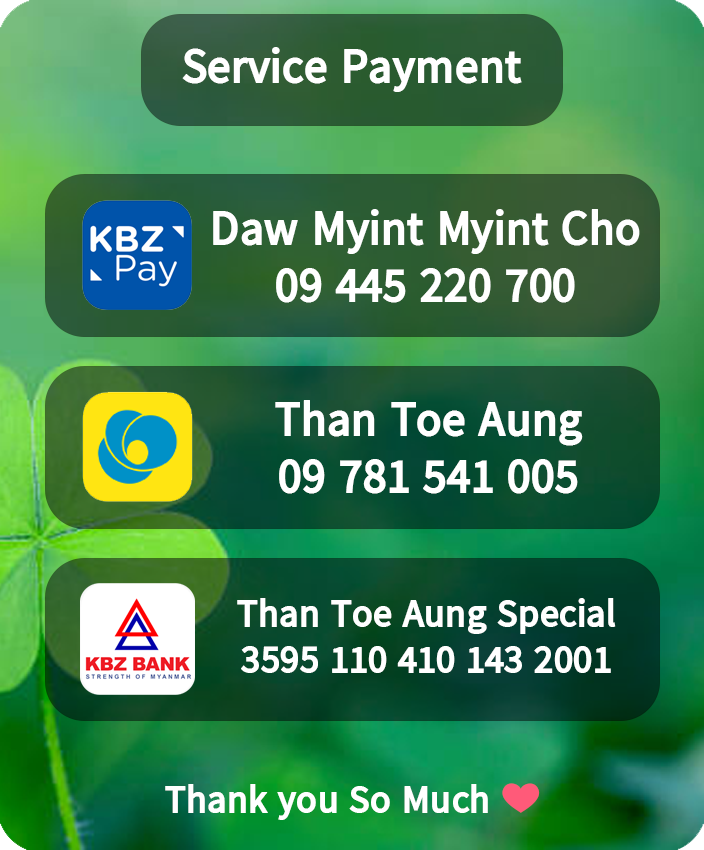 Service Payment
KBZ
Pay
Daw Myint Myint Cho
09 445 220 700
Than Toe Aung
09 781 541 005
KBZ BANK
STRENGTH OF MYANMAR
Than Toe Aung Special
3595 110 410 143 2001
Thank you So Much ❤